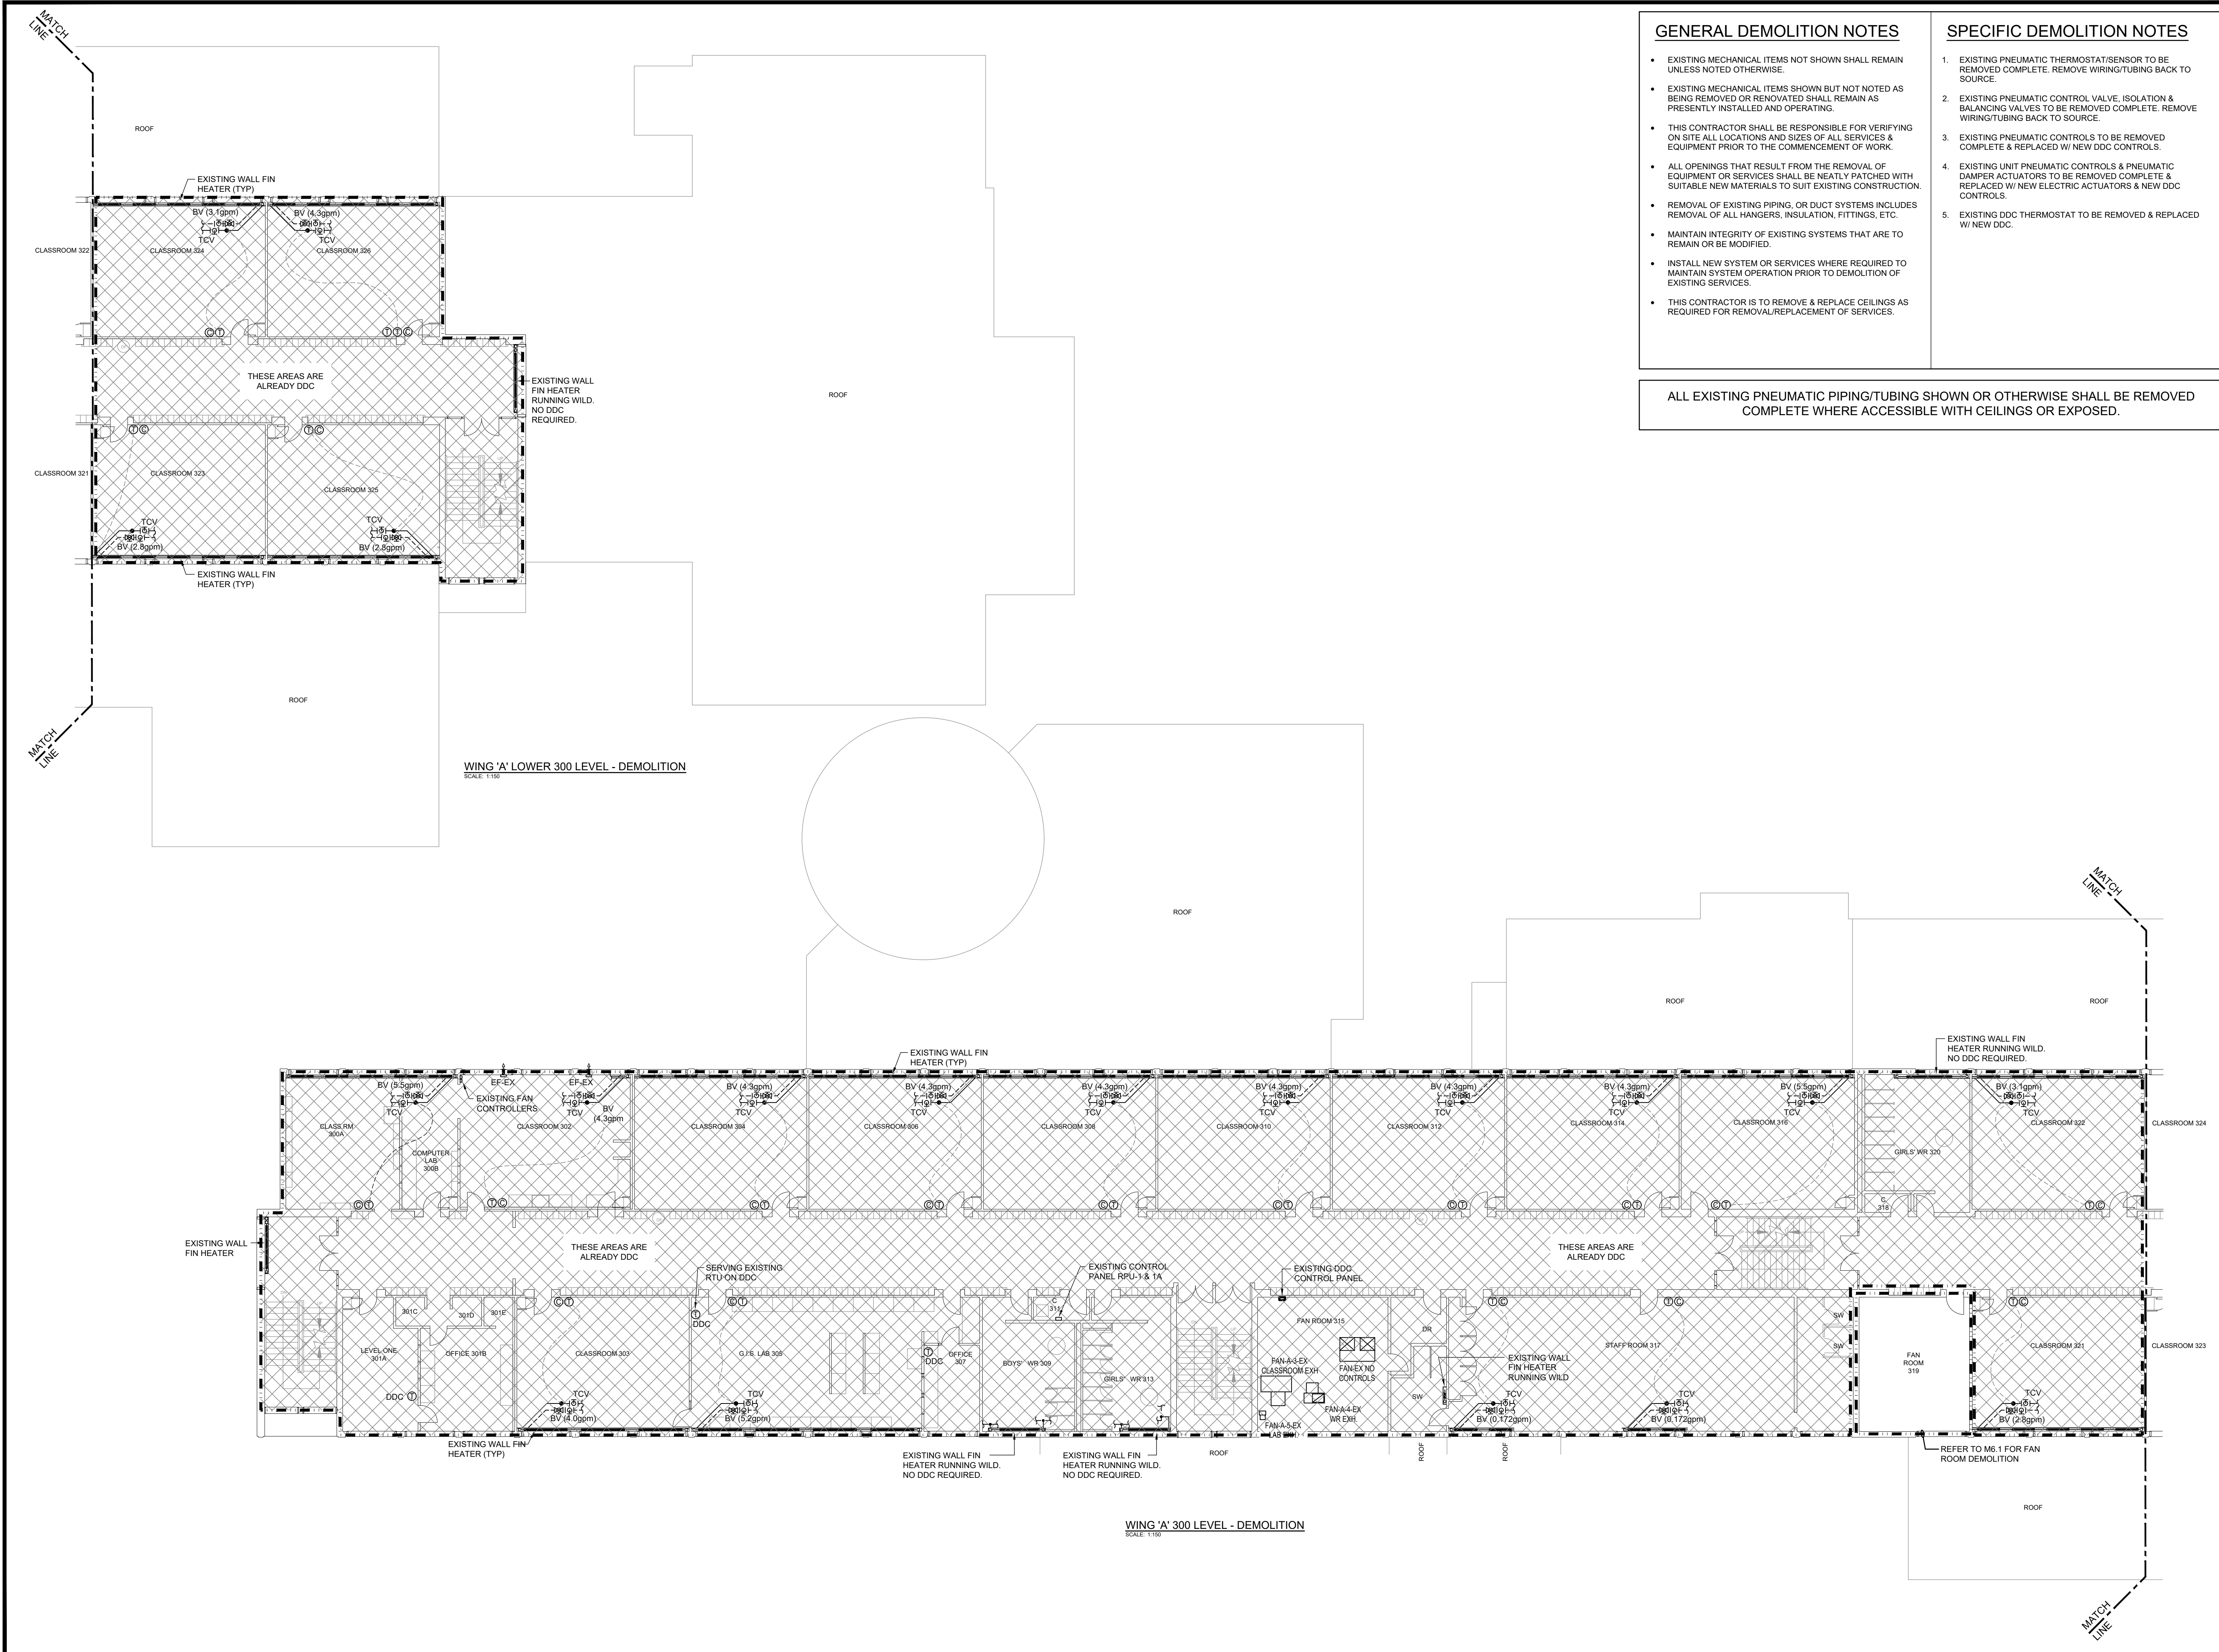 GENERAL DEMOLITION NOTES
• EXISTING MECHANICAL ITEMS NOT SHOWN SHALL REMAIN
UNLESS NOTED OTHERWISE.
• EXISTING MECHANICAL ITEMS SHOWN BUT NOT NOTED AS
BEING REMOVED OR RENOVATED SHALL REMAIN AS
PRESENTLY INSTALLED AND OPERATING.
• THIS CONTRACTOR SHALL BE RESPONSIBLE FOR VERIFYING
ON SITE ALL LOCATIONS AND SIZES OF ALL SERVICES &
EQUIPMENT PRIOR TO THE COMMENCEMENT OF WORK.
• ALL OPENINGS THAT RESULT FROM THE REMOVAL OF
EQUIPMENT OR SERVICES SHALL BE NEATLY PATCHED WITH
SUITABLE NEW MATERIALS TO SUIT EXISTING CONSTRUCTION.
• REMOVAL OF EXISTING PIPING, OR DUCT SYSTEMS INCLUDES
REMOVAL OF ALL HANGERS, INSULATION, FITTINGS, ETC.
• MAINTAIN INTEGRITY OF EXISTING SYSTEMS THAT ARE TO
REMAIN OR BE MODIFIED.
• INSTALL NEW SYSTEM OR SERVICES WHERE REQUIRED TO
MAINTAIN SYSTEM OPERATION PRIOR TO DEMOLITION OF
EXISTING SERVICES.
• THIS CONTRACTOR IS TO REMOVE & REPLACE CEILINGS AS
REQUIRED FOR REMOVAL/REPLACEMENT OF SERVICES.
SPECIFIC DEMOLITION NOTES
1. EXISTING PNEUMATIC THERMOSTAT/SENSOR TO BE
REMOVED COMPLETE. REMOVE WIRING/TUBING BACK TO
SOURCE.
2. EXISTING PNEUMATIC CONTROL VALVE, ISOLATION &
BALANCING VALVES TO BE REMOVED COMPLETE. REMOVE
WIRING/TUBING BACK TO SOURCE.
3. EXISTING PNEUMATIC CONTROLS TO BE REMOVED
COMPLETE & REPLACED W/ NEW DDC CONTROLS.
4. EXISTING UNIT PNEUMATIC CONTROLS & PNEUMATIC
DAMPER ACTUATORS TO BE REMOVED COMPLETE &
REPLACED W/ NEW ELECTRIC ACTUATORS & NEW DDC
CONTROLS.
5. EXISTING DDC THERMOSTAT TO BE REMOVED & REPLACED
W/ NEW DDC.
ALL EXISTING PNEUMATIC PIPING/TUBING SHOWN OR OTHERWISE SHALL BE REMOVED
COMPLETE WHERE ACCESSIBLE WITH CEILINGS OR EXPOSED.
MATCH
LINE
ROOF
EXISTING WALL FIN
HEATER (TYP)
BV (3.1gpm)
BV (4.3gpm)
TCV
TCV
CLASSROOM 322
CLASSROOM 324
CLASSROOM 326
C T
T T C
THESE AREAS ARE
ALREADY DDC
EXISTING WALL
FIN HEATER
RUNNING WILD.
NO DDC
REQUIRED.
ROOF
T C
T C
CLASSROOM 321
CLASSROOM 323
CLASSROOM 325
TCV
TCV
BV (2.8gpm)
BV (2.8gpm)
EXISTING WALL FIN
HEATER (TYP)
ROOF
MATCH
LINE
WING 'A' LOWER 300 LEVEL - DEMOLITION
SCALE: 1:150
MATCH
LINE
ROOF
ROOF
ROOF
EXISTING WALL FIN
HEATER (TYP)
EXISTING WALL FIN
HEATER RUNNING WILD.
NO DDC REQUIRED.
BV (5.5gpm)
TCV
EF-EX
EF-EX
EXISTING FAN
CONTROLLERS
TCV
BV
(4.3gpm
BV (4.3gpm)
TCV
BV (4.3gpm)
TCV
BV (4.3gpm)
TCV
BV (4.3gpm)
TCV
BV (4.3gpm)
TCV
BV (4.3gpm)
TCV
BV (5.5gpm)
TCV
BV (3.1gpm)
TCV
CLASS RM
300A
COMPUTER
LAB
300B
CLASSROOM 302
CLASSROOM 304
CLASSROOM 306
CLASSROOM 308
CLASSROOM 310
CLASSROOM 312
CLASSROOM 314
CLASSROOM 316
GIRLS' WR 320
CLASSROOM 322
CLASSROOM 324
C T
T C
C T
C T
C T
C T
C T
C T
C T
C
318
T C
EXISTING WALL
FIN HEATER
THESE AREAS ARE
ALREADY DDC
SERVING EXISTING
RTU ON DDC
EXISTING CONTROL
PANEL RPU-1 & 1A
EXISTING DDC
CONTROL PANEL
THESE AREAS ARE
ALREADY DDC
301C
301D
301E
C T
T
DDC
C T
C
311
T C
T C
T C
LEVEL ONE
301A
OFFICE 301B
CLASSROOM 303
G.I.S. LAB 305
T
DDC
OFFICE
307
BOYS' WR 309
GIRLS' WR 313
FAN ROOM 315
FAN-A-3-EX
CLASSROOM EXH
FAN-EX NO
CONTROLS
FAN-A-4-EX
WR EXH.
FAN-A-5-EX
LAB EXH
DR
SW
EXISTING WALL
FIN HEATER
RUNNING WILD
STAFF ROOM 317
SW
SW
FAN
ROOM
319
CLASSROOM 321
CLASSROOM 323
DDC T
TCV
BV (4.0gpm)
TCV
BV (5.2gpm)
TCV
BV (0.172gpm)
TCV
BV (0.172gpm)
TCV
BV (2.8gpm)
EXISTING WALL FIN
HEATER (TYP)
EXISTING WALL FIN
HEATER RUNNING WILD.
NO DDC REQUIRED.
EXISTING WALL FIN
HEATER RUNNING WILD.
NO DDC REQUIRED.
ROOF
ROOF
ROOF
REFER TO M6.1 FOR FAN
ROOM DEMOLITION
ROOF
WING 'A' 300 LEVEL - DEMOLITION
SCALE: 1:150
MATCH
LINE